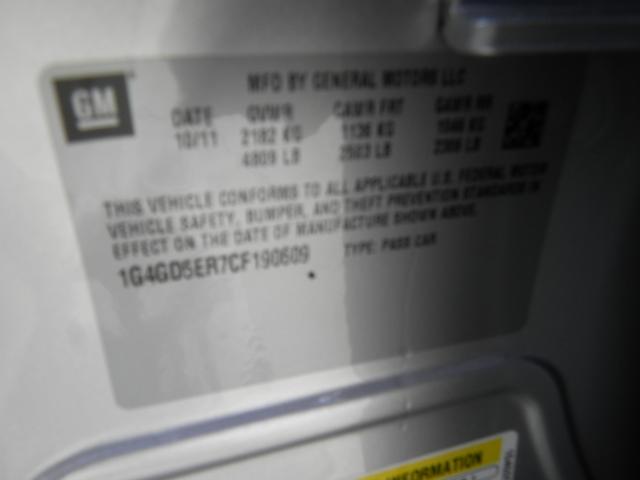 GM
MFD BY GENERAL MOTORS LLC
DATE GVWR GAWR FRT GAWR RR
10/11 2182 KG 1136 KG 1046 KG
4809 LB 2503 LB 2306 LB
THIS VEHICLE CONFORMS TO ALL APPLICABLE U.S. FEDERAL MOTOR
VEHICLE SAFETY, BUMPER, AND THEFT PREVENTION STANDARDS IN
EFFECT ON THE DATE OF MANUFACTURE SHOWN ABOVE.
1G4GD5ER7CF190609 TYPE: PASS CAR
INFORMATION